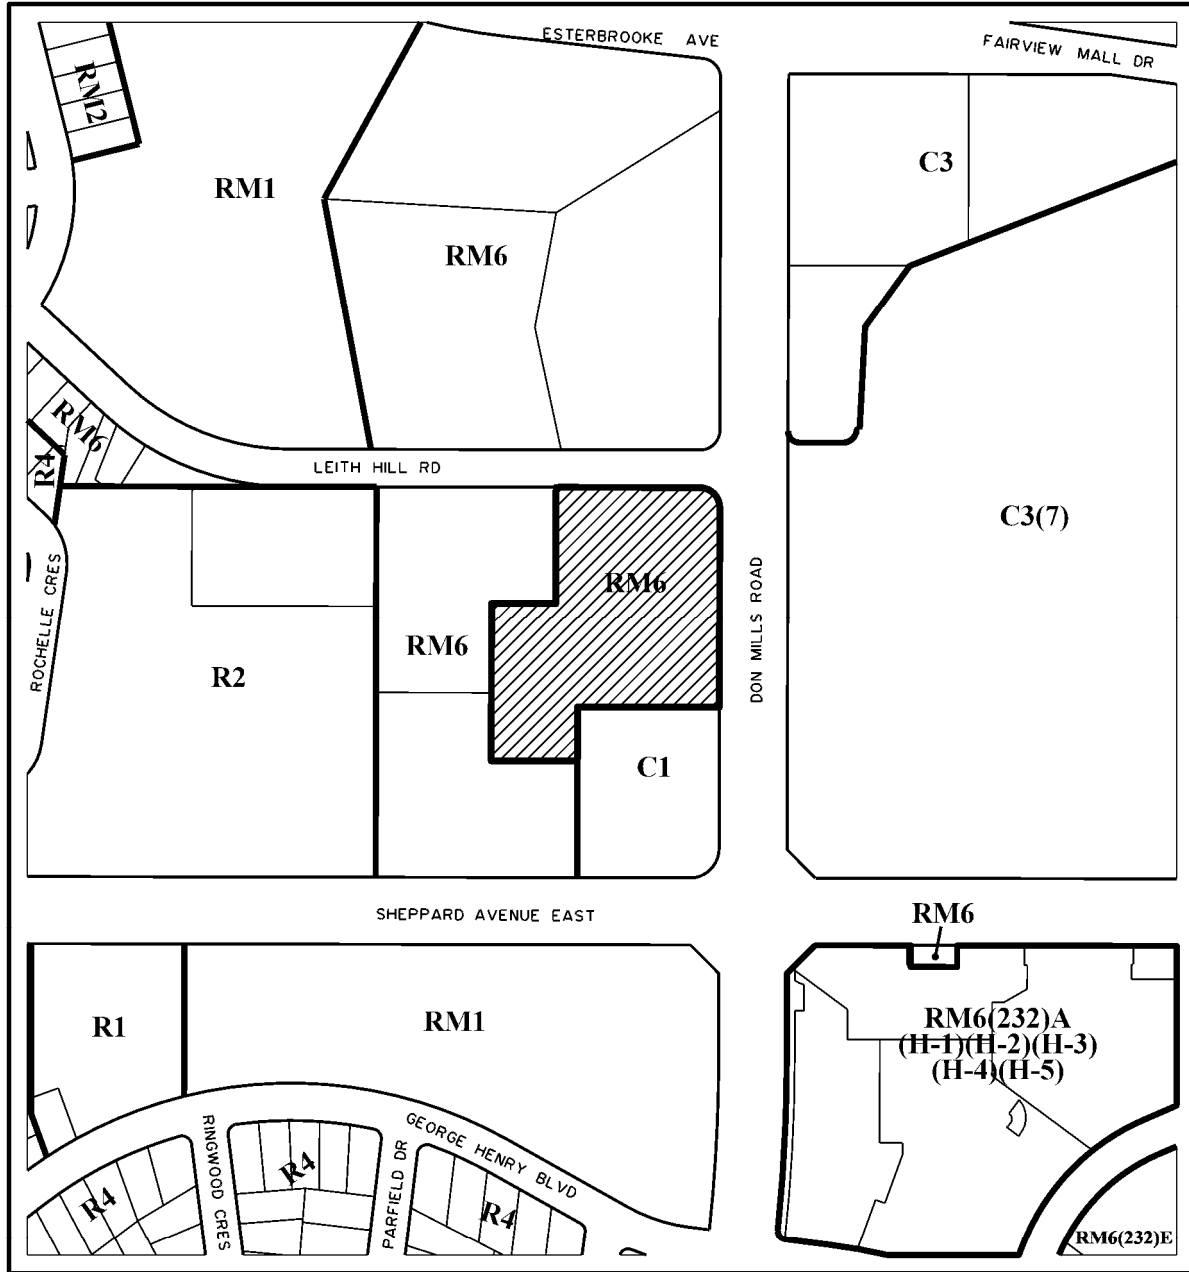 ESTERBROOKE AVE
FAIRVIEW MALL DR
RM2
C3
RM1
RM6
RM6
R4
LEITH HILL RD
C3(7)
ROCHELLE CRES
RM6
DON MILLS ROAD
RM6
R2
C1
SHEPPARD AVENUE EAST
RM6
R1
RM1
RM6(232)A
(H-1)(H-2)(H-3)
(H-4)(H-5)
RINGWOOD CRES
PARFIELD DR
GEORGE HENRY BLVD
R4
R4
R4
RM6(232)E